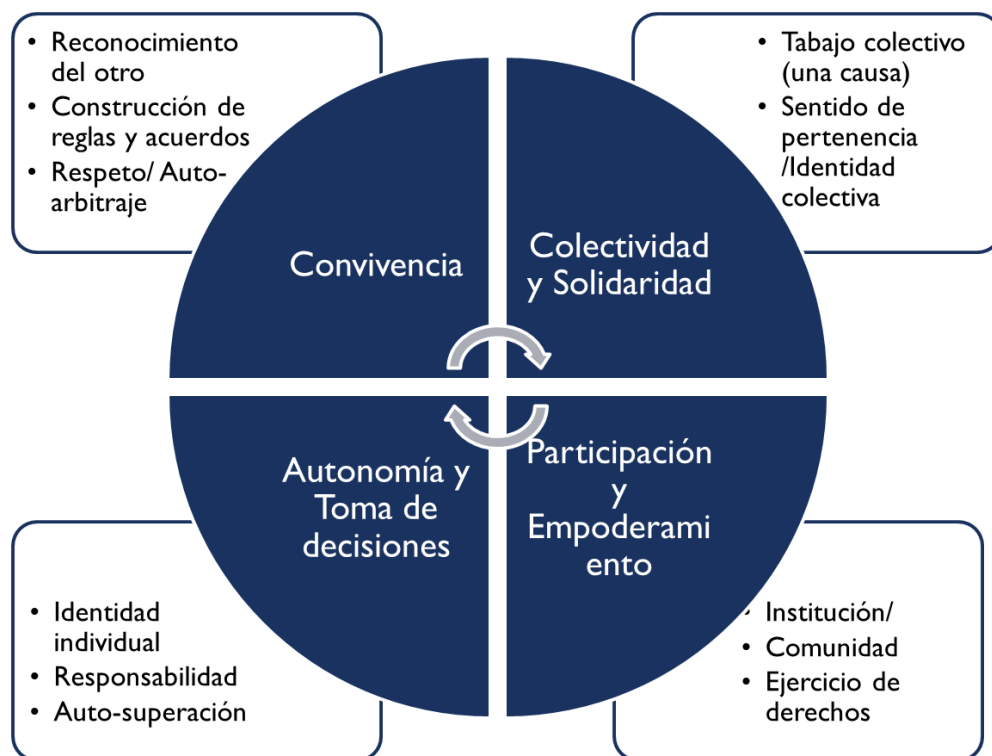 • Reconocimiento
del otro
• Construcción de
reglas y acuerdos
• Respeto/ Auto-
arbitraje
• Tabajo colectivo
(una causa)
• Sentido de
pertenencia
/Identidad
colectiva
Convivencia
Colectividad
y Solidaridad
Autonomía y
Toma de
decisiones
Participación
y
Empoderami
ento
• Identidad
individual
• Responsabilidad
• Auto-superación
• Institución/
• Comunidad
• Ejercicio de
derechos